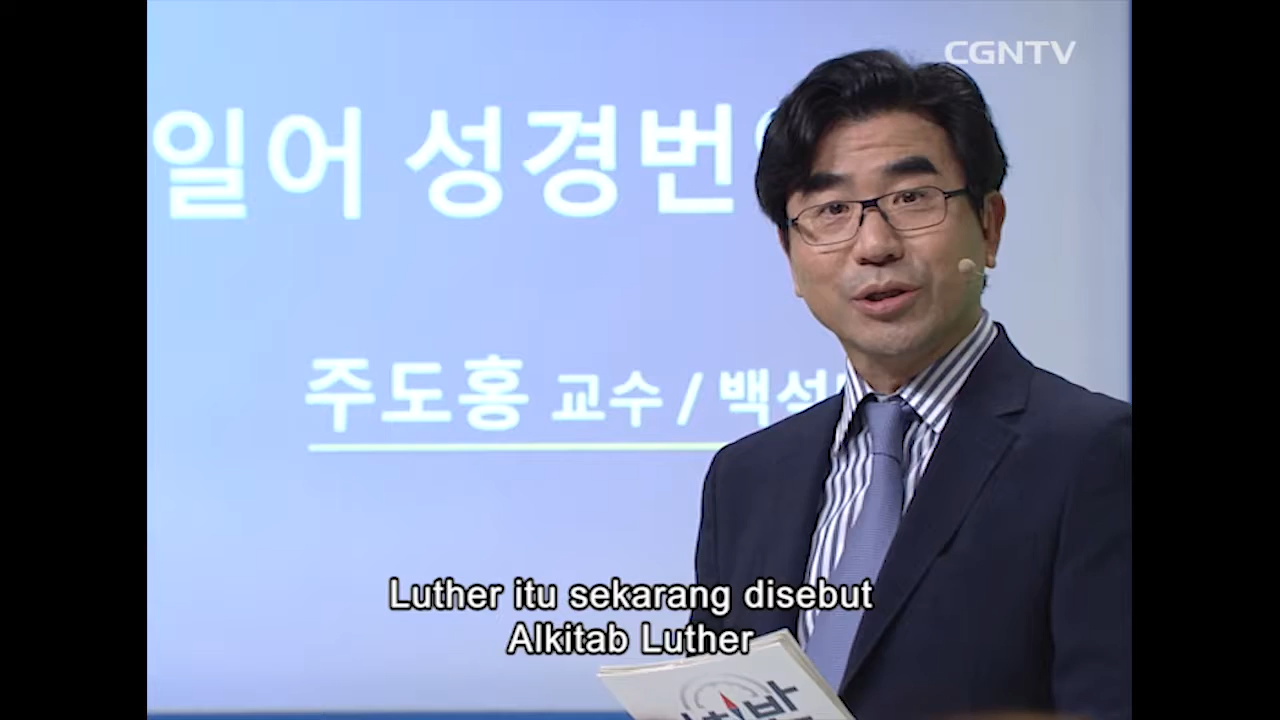 CGNTV
일어 성경번
주도홍 교수 / 백석
Luther itu sekarang disebut
Alkitab Luther